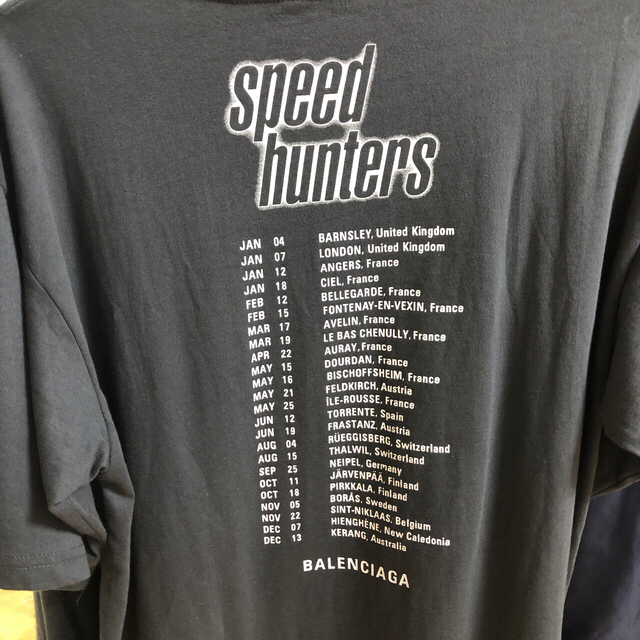 speed
hunters
JAN 04 BARNSLEY, United Kingdom
JAN 07 LONDON, United Kingdom
JAN 12 ANGERS, France
JAN 18 CIEL, France
FEB 12 BELLEGARDE, France
FEB 15 FONTENAY-EN-VEXIN, France
MAR 17 AVELIN, France
MAR 19 LE BAS CHENULLY, France
APR 22 AURAY, France
MAY 15 DOURDAN, France
MAY 16 BISCHOFFSHEIM, France
MAY 21 FELDKIRCH, Austria
MAY 25 ÎLE-ROUSSE, France
JUN 12 TORRENTE, Spain
JUN 19 FRASTANZ, Austria
AUG 04 RÜEGGISBERG, Switzerland
AUG 15 THALWIL, Switzerland
SEP 25 NEIPEL, Germany
OCT 11 JÄRVENPÄÄ, Finland
OCT 18 PIRKKALA, Finland
NOV 05 BORÅS, Sweden
NOV 22 SINT-NIKLAAS, Belgium
DEC 07 HIENGHÈNE, New Caledonia
DEC 13 KERANG, Australia
BALENCIAGA